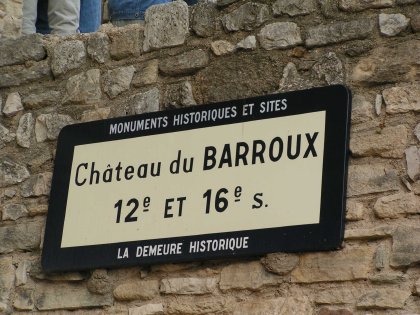 MONUMENTS HISTORIQUES ET SITES
Château du BARROUX
12e ET 16e S.
LA DEMEURE HISTORIQUE